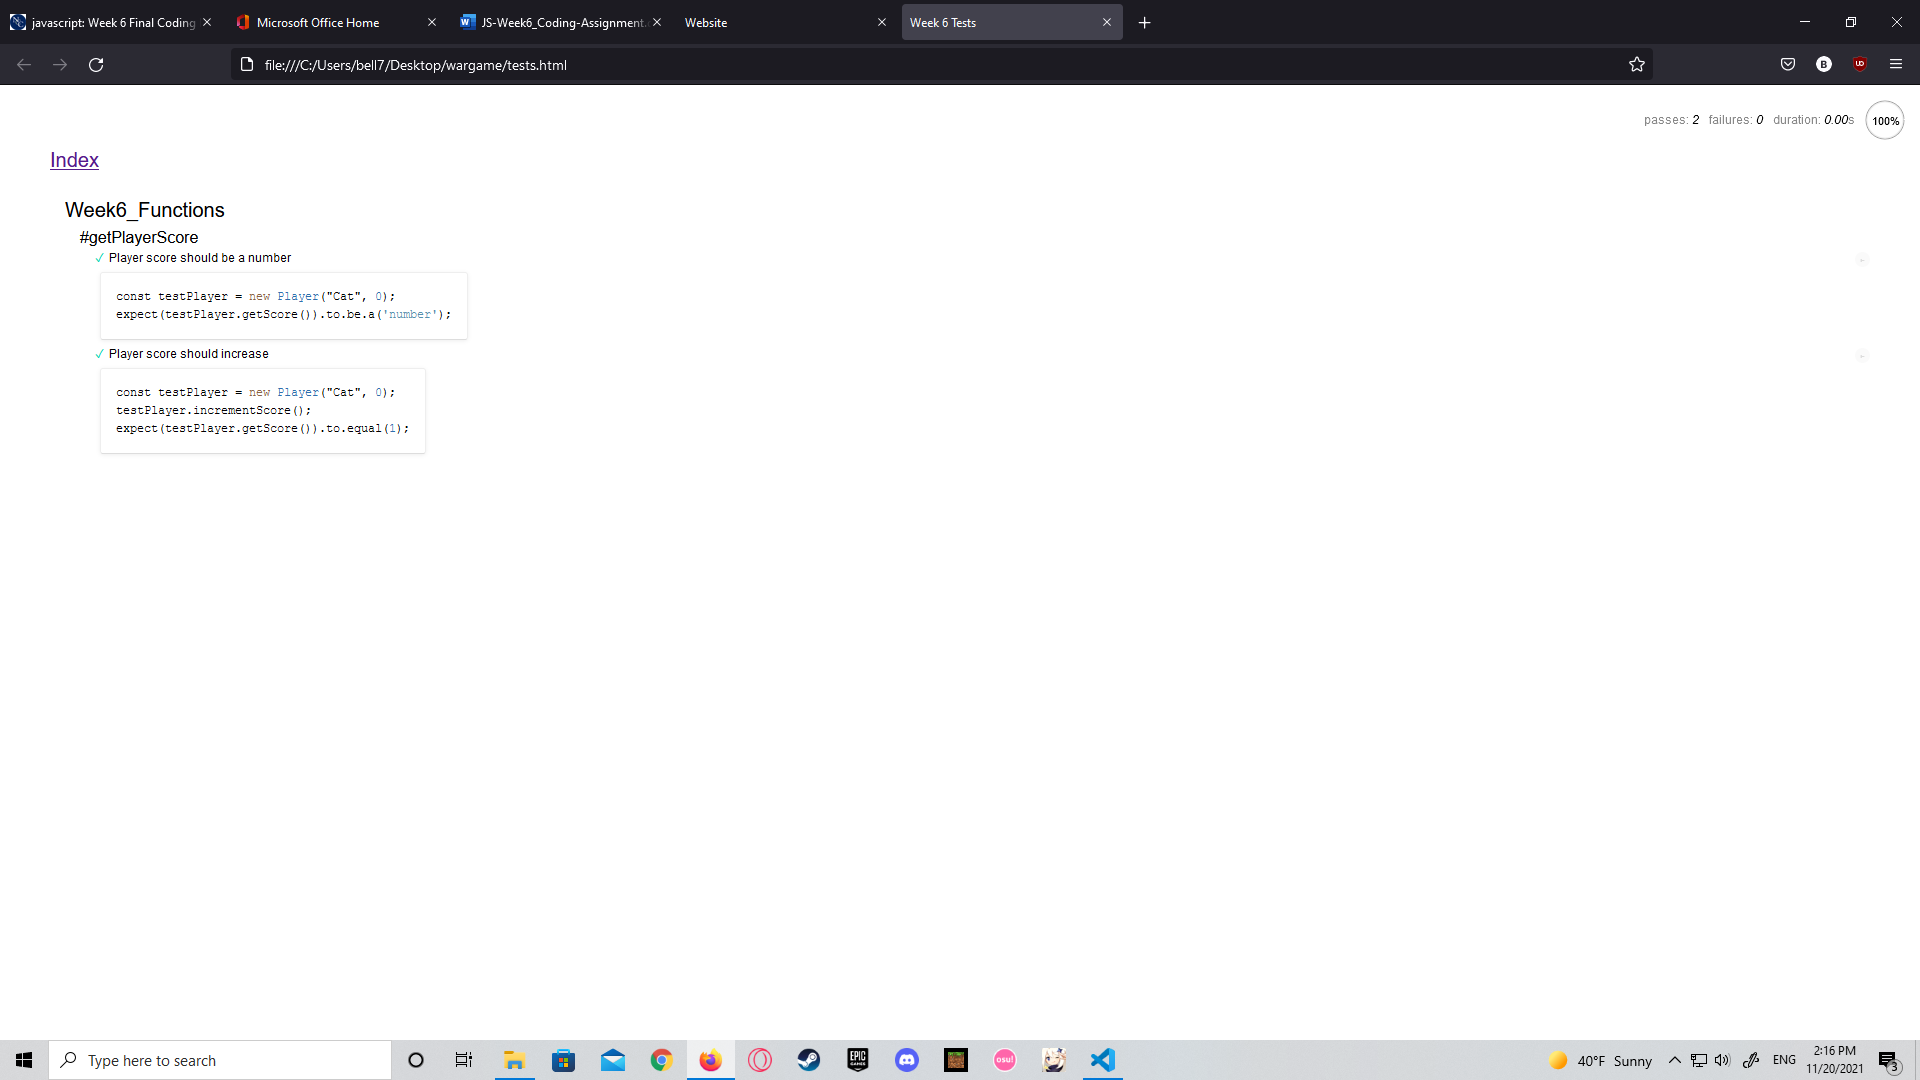 javascript: Week 6 Final Coding
Microsoft Office Home
JS-Week6_Coding-Assignment.
Website
Week 6 Tests
file:///C:/Users/bell7/Desktop/wargame/tests.html
passes: 2 failures: 0 duration: 0.00s 100%
Index
Week6_Functions
#getPlayerScore
✓ Player score should be a number
const testPlayer = new Player("Cat", 0);
expect(testPlayer.getScore()).to.be.a('number');
✓ Player score should increase
const testPlayer = new Player("Cat", 0);
testPlayer.incrementScore();
expect(testPlayer.getScore()).to.equal(1);
Type here to search
EPIC GAMES
osu!
40°F Sunny
ENG
2:16 PM
11/20/2021
3